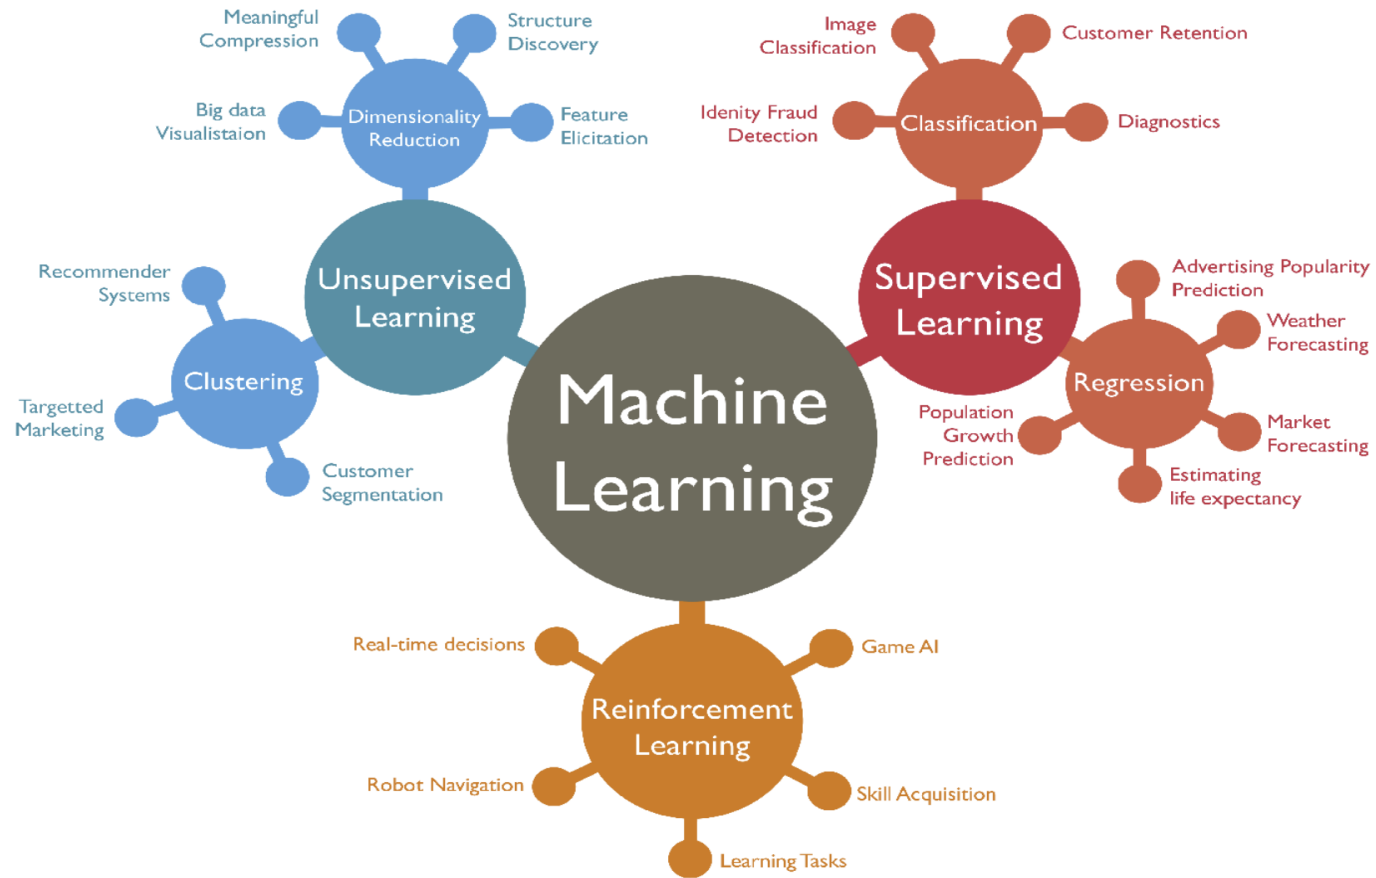 Meaningful
Compression
Structure
Discovery
Big data
Visualistaion
Dimensionality
Reduction
Feature
Elicitation
Image
Classification
Customer Retention
Idenity Fraud
Detection
Classification
Diagnostics
Unsupervised
Learning
Supervised
Learning
Recommender
Systems
Clustering
Targetted
Marketing
Customer
Segmentation
Machine
Learning
Advertising Popularity
Prediction
Weather
Forecasting
Regression
Population
Growth
Prediction
Market
Forecasting
Estimating
life expectancy
Real-time decisions
Game AI
Reinforcement
Learning
Robot Navigation
Skill Acquisition
Learning Tasks